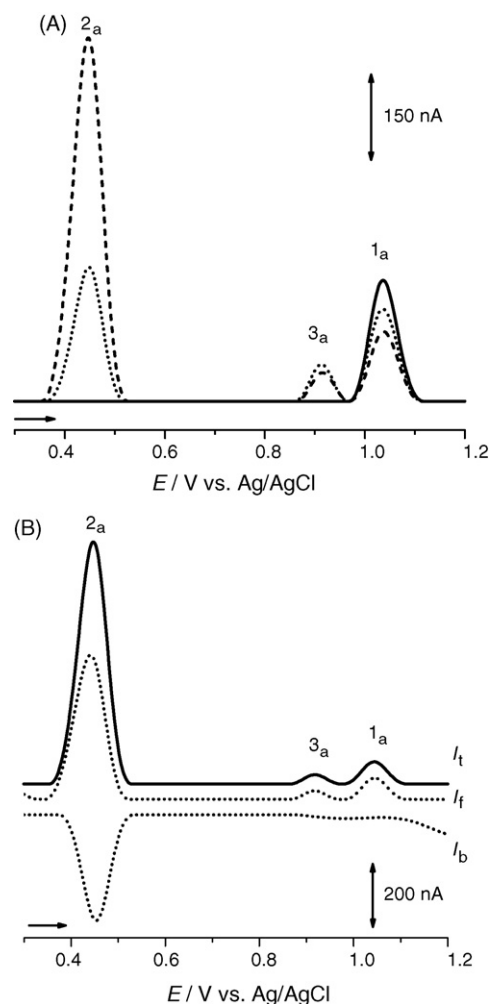 (A)
2a
150 nA
1a
3a
0.4 0.6 0.8 1.0 1.2
E / V vs. Ag/AgCl
(B)
2a
3a
1a
It
If
Ib
200 nA
0.4 0.6 0.8 1.0 1.2
E / V vs. Ag/AgCl